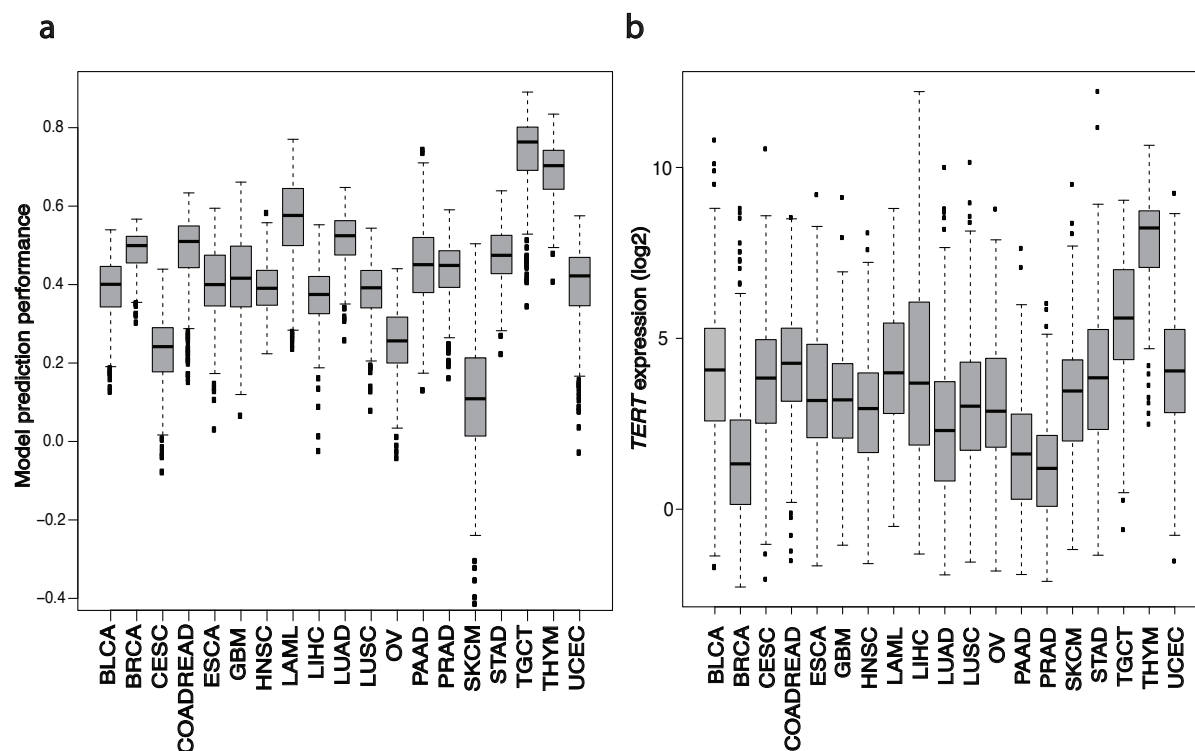 a
b
Model prediction performance
0.8
0.6
0.4
0.2
0.0
−0.2
−0.4
BLCA
BRCA
CESC
COADREAD
ESCA
GBM
HNSC
LAML
LIHC
LUAD
LUSC
OV
PAAD
PRAD
SKCM
STAD
TGCT
THYM
UCEC
TERT expression (log2)
10
5
0
BLCA
BRCA
CESC
COADREAD
ESCA
GBM
HNSC
LAML
LIHC
LUAD
LUSC
OV
PAAD
PRAD
SKCM
STAD
TGCT
THYM
UCEC